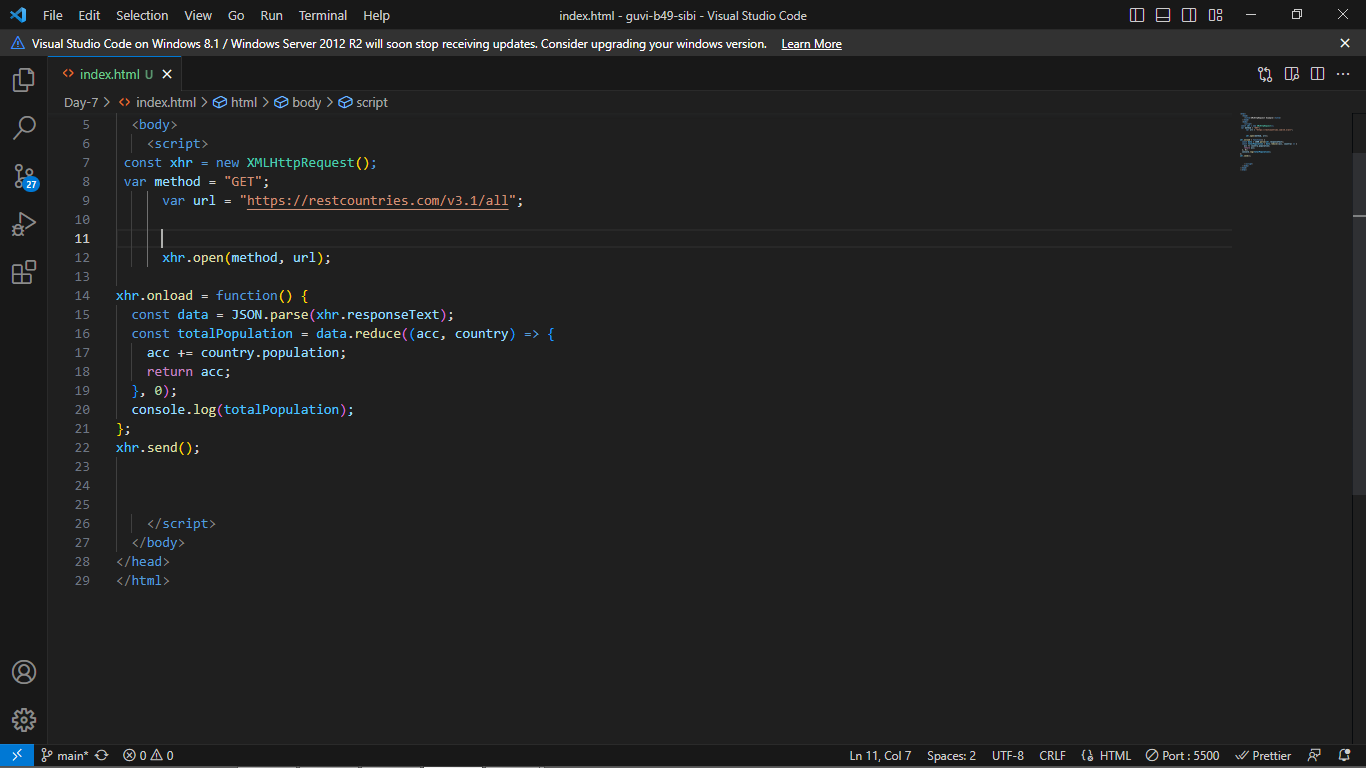 File Edit Selection View Go Run Terminal Help index.html - guvi-b49-sibi - Visual Studio Code
Visual Studio Code on Windows 8.1 / Windows Server 2012 R2 will soon stop receiving updates. Consider upgrading your windows version. Learn More
index.html U
Day-7 > index.html > html > body > script
5 <body>
6 <script>
7 const xhr = new XMLHttpRequest();
8 var method = "GET";
9 var url = "https://restcountries.com/v3.1/all";
10
11
12 xhr.open(method, url);
13
14 xhr.onload = function() {
15 const data = JSON.parse(xhr.responseText);
16 const totalPopulation = data.reduce((acc, country) => {
17 acc += country.population;
18 return acc;
19 }, 0);
20 console.log(totalPopulation);
21 };
22 xhr.send();
23
24
25
26 </script>
27 </body>
28 </head>
29 </html>
27
main* 0 0 Ln 11, Col 7 Spaces: 2 UTF-8 CRLF HTML Port : 5500 Prettier